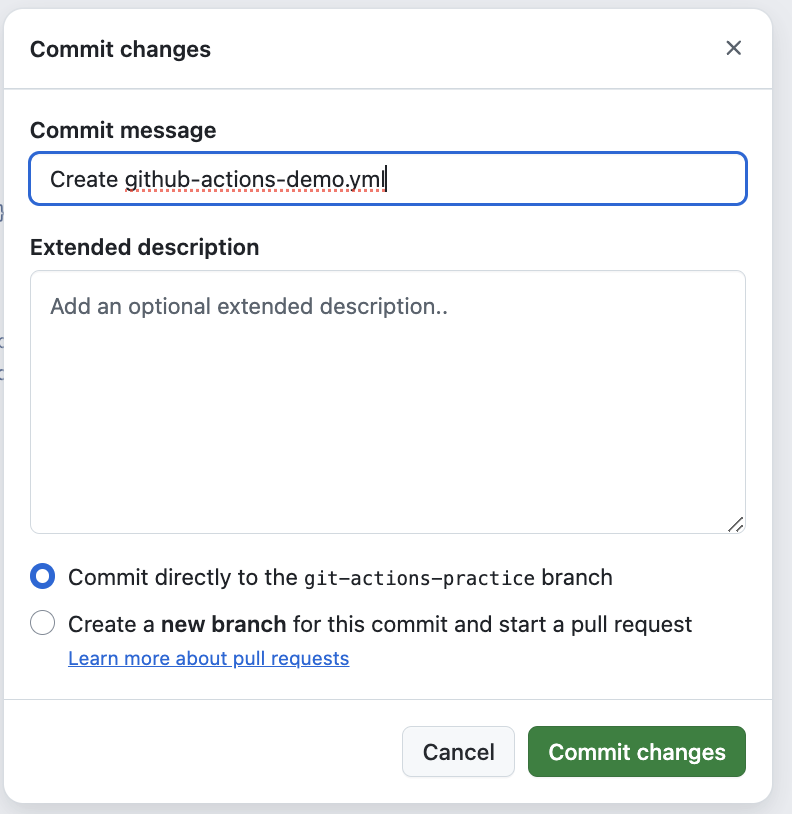 Commit changes
Commit message
Create github-actions-demo.yml
Extended description
Add an optional extended description..
Commit directly to the git-actions-practice branch
Create a new branch for this commit and start a pull request
Learn more about pull requests
Cancel
Commit changes